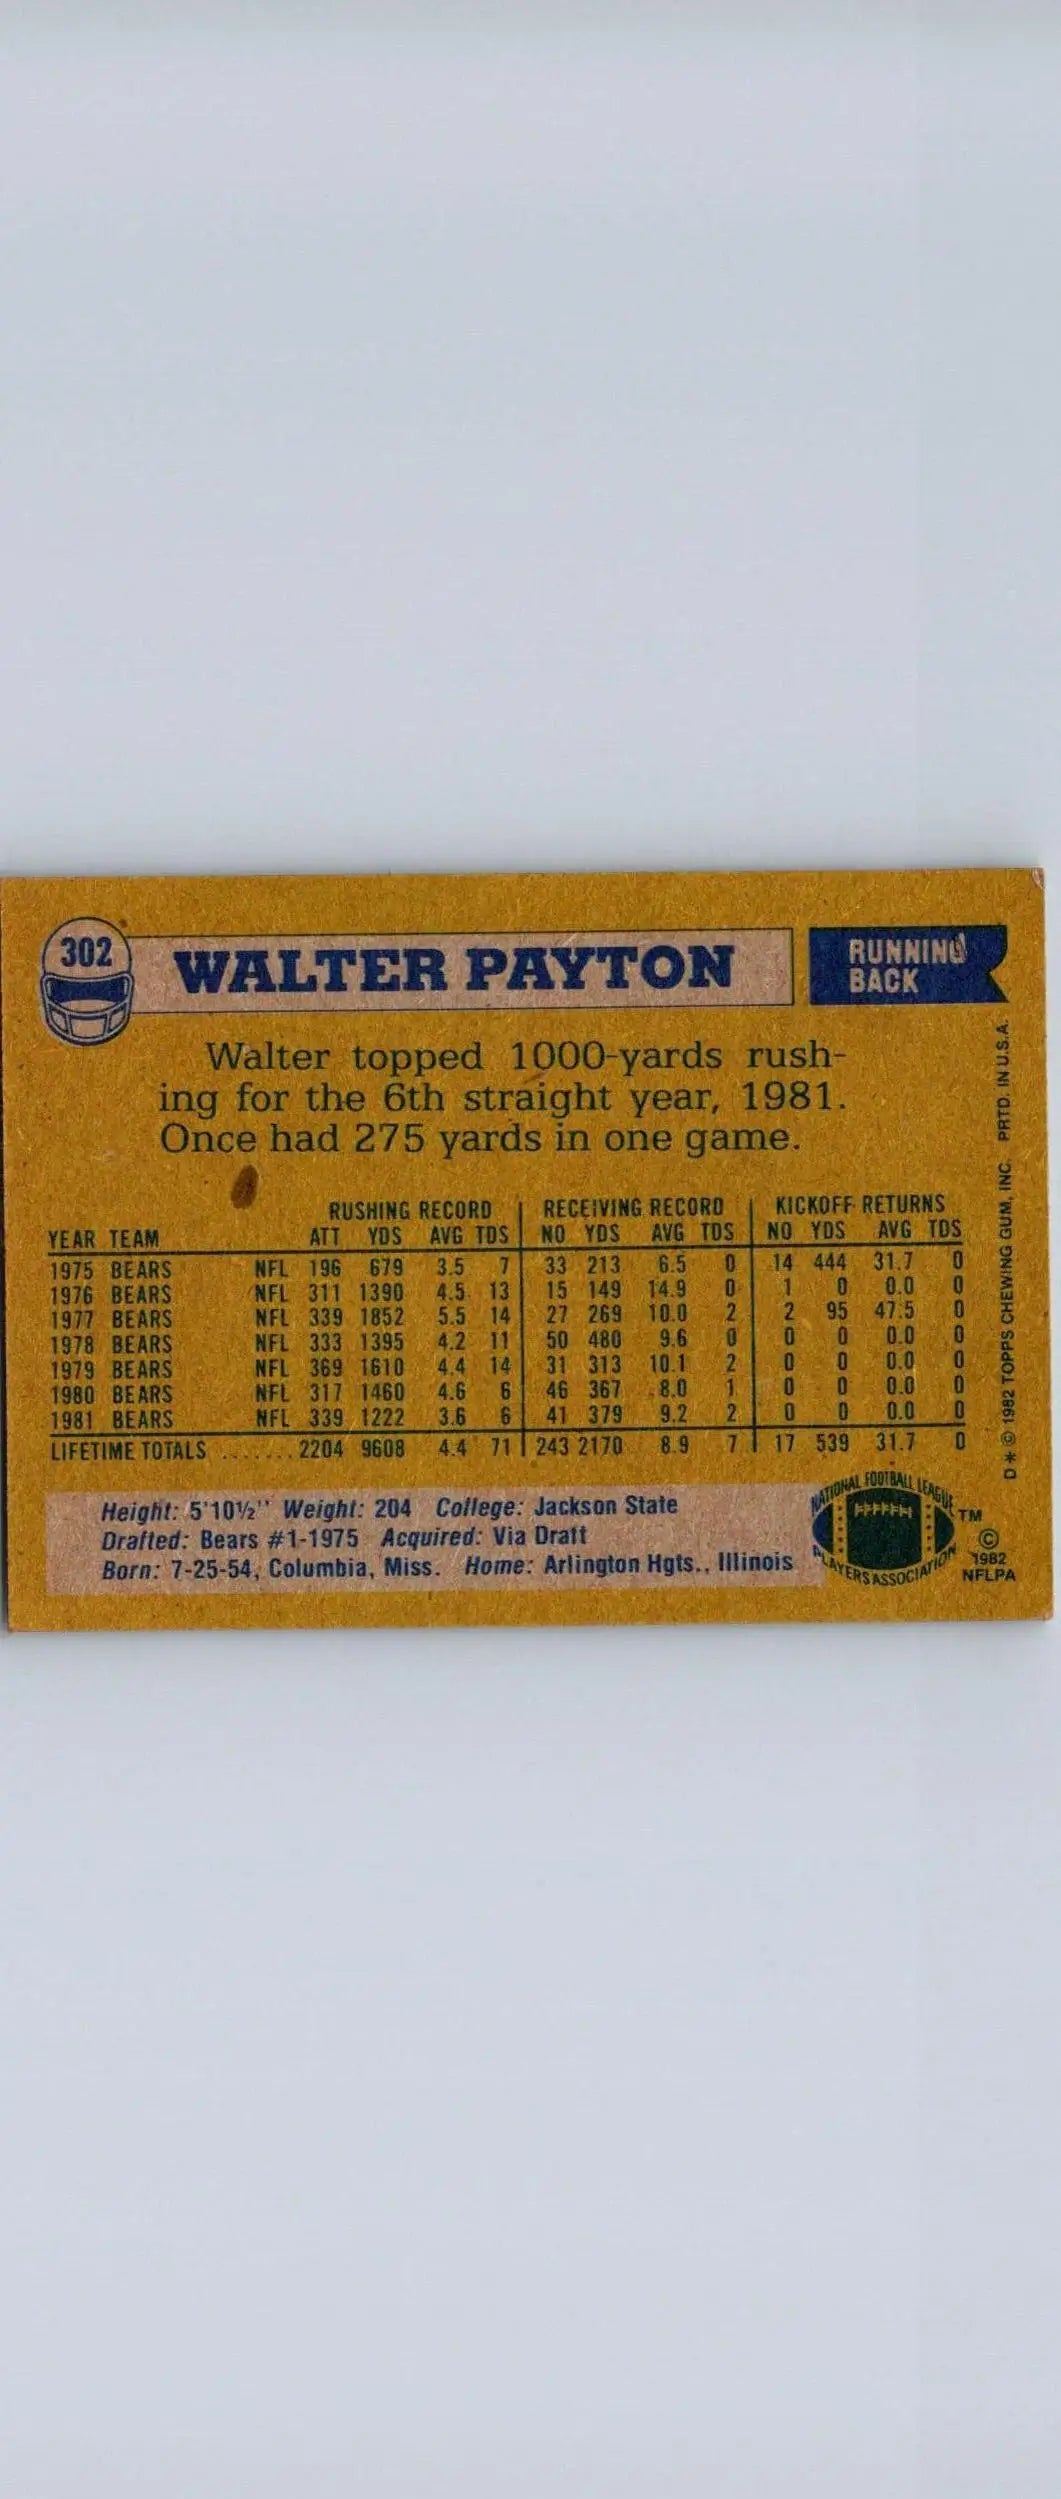 302
WALTER PAYTON
RUNNING
BACK
Walter topped 1000-yards rush-
ing for the 6th straight year, 1981.
Once had 275 yards in one game.
RUSHING RECORD RECEIVING RECORD KICKOFF RETURNS
YEAR TEAM ATT YDS AVG TDS NO YDS AVG TDS NO YDS AVG TDS
1975 BEARS NFL 196 679 3.5 7 33 213 6.5 0 14 444 31.7 0
1976 BEARS NFL 311 1390 4.5 13 15 149 14.9 0 1 0 0.0 0
1977 BEARS NFL 339 1852 5.5 14 27 269 10.0 2 2 95 47.5 0
1978 BEARS NFL 333 1395 4.2 11 50 480 9.6 0 0 0 0.0 0
1979 BEARS NFL 369 1610 4.4 14 31 313 10.1 2 0 0 0.0 0
1980 BEARS NFL 317 1460 4.6 6 46 367 8.0 1 0 0 0.0 0
1981 BEARS NFL 339 1222 3.6 6 41 379 9.2 2 0 0 0.0 0
LIFETIME TOTALS ....... 2204 9608 4.4 71 243 2170 8.9 7 17 539 31.7 0
Height: 5'10½" Weight: 204 College: Jackson State
Drafted: Bears #1-1975 Acquired: Via Draft
Born: 7-25-54, Columbia, Miss. Home: Arlington Hgts., Illinois
NATIONAL FOOTBALL LEAGUE
PLAYERS ASSOCIATION
TM
©
1982
NFLPA
D * © 1982 TOPPS CHEWING GUM, INC. PRTD. IN U.S.A.